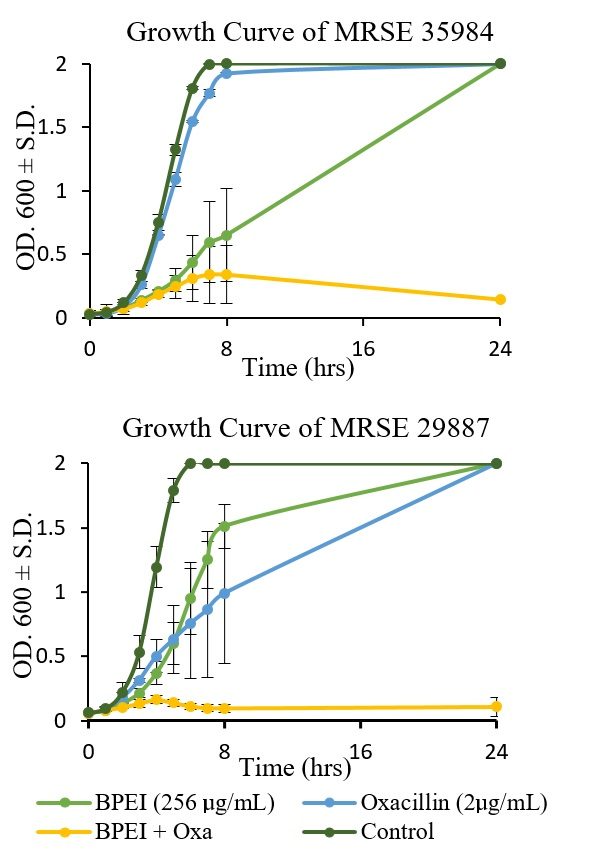 Growth Curve of MRSE 35984
OD. 600 ± S.D.
2
1.5
1
0.5
0
0 8 16 24
Time (hrs)
Growth Curve of MRSE 29887
OD. 600 ± S.D.
2
1.5
1
0.5
0
0 8 16 24
Time (hrs)
BPEI (256 µg/mL) Oxacillin (2µg/mL)
BPEI + Oxa Control